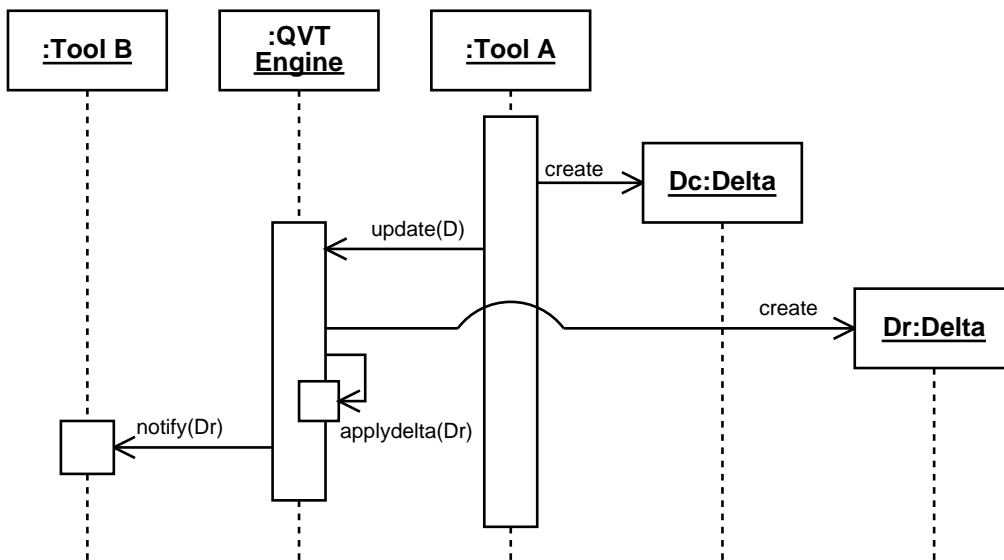 :Tool B
:QVT
Engine
:Tool A
create
Dc:Delta
update(D)
create
Dr:Delta
applydelta(Dr)
notify(Dr)